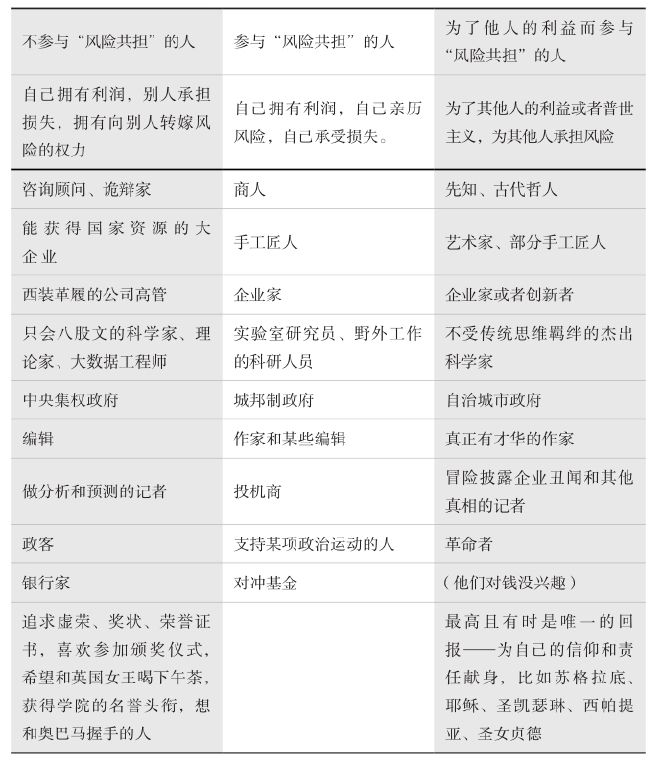 不参与“风险共担”的人
参与“风险共担”的人
为了他人的利益而参与
“风险共担”的人
自己拥有利润，别人承担
损失，拥有向别人转嫁风
险的权力
自己拥有利润，自己亲历
风险，自己承受损失。
为了其他人的利益或者普世
主义，为其他人承担风险
咨询顾问、诡辩家
商人
先知、古代哲人
能获得国家资源的大
企业
手工匠人
艺术家、部分手工匠人
西装革履的公司高管
企业家
企业家或者创新者
只会八股文的科学家、理
论家、大数据工程师
实验室研究员、野外工作
的科研人员
不受传统思维羁绊的杰出
科学家
中央集权政府
城邦制政府
自治城市政府
编辑
作家和某些编辑
真正有才华的作家
做分析和预测的记者
投机商
冒险披露企业丑闻和其他
真相的记者
政客
支持某项政治运动的人
革命者
银行家
对冲基金
（他们对钱没兴趣）
追求虚荣、奖状、荣誉证
书，喜欢参加颁奖仪式，
希望和英国女王喝下午茶，
获得学院的名誉头衔，想
和奥巴马握手的人
最高且有时是唯一的回
报——为自己的信仰和责
任献身，比如苏格拉底、
耶稣、圣凯瑟琳、西帕提
亚、圣女贞德